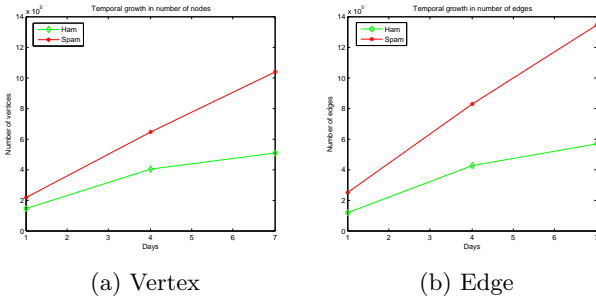 Temporal growth in number of nodes
x 10^5
14
12
10
8
6
4
2
0
1 2 3 4 5 6 7
Number of vertices
Days
Ham
Spam
(a) Vertex
Temporal growth in number of edges
x 10^5
14
12
10
8
6
4
2
0
1 2 3 4 5 6 7
Number of edges
Days
Ham
Spam
(b) Edge